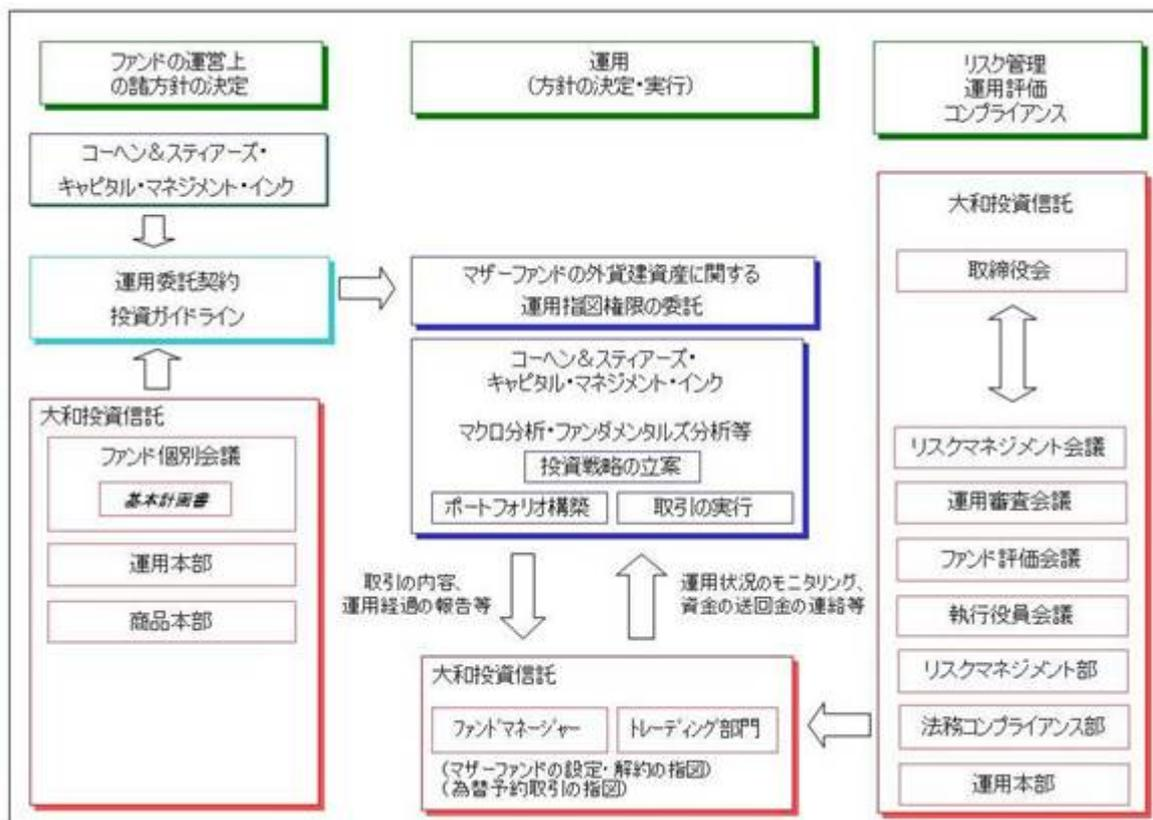 ファンドの運営上
の諸方針の決定
運用
(方針の決定・実行)
リスク管理
運用評価
コンプライアンス
コーヘン&スティアーズ・
キャピタル・マネジメント・インク
運用委託契約
投資ガイドライン
大和投資信託
ファンド個別会議
基本計画書
運用本部
商品本部
マザーファンドの外貨建資産に関する
運用指図権限の委託
コーヘン&スティアーズ・
キャピタル・マネジメント・インク
マクロ分析・ファンダメンタルズ分析等
投資戦略の立案
ポートフォリオ構築
取引の実行
取引の内容、
運用経過の報告等
運用状況のモニタリング、
資金の送回金の連絡等
大和投資信託
ファンドマネージャー
トレーディング部門
(マザーファンドの設定・解約の指図)
(為替予約取引の指図)
大和投資信託
取締役会
リスクマネジメント会議
運用審査会議
ファンド評価会議
執行役員会議
リスクマネジメント部
法務コンプライアンス部
運用本部